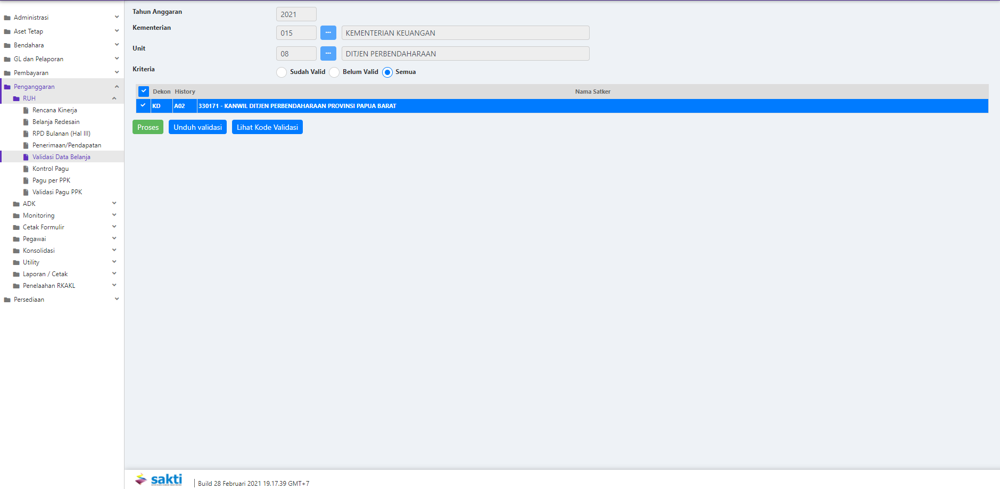 Administrasi
Aset Tetap
Bendahara
GL dan Pelaporan
Pembayaran
Penganggaran
RUH
Rencana Kinerja
Belanja Redesain
RPD Bulanan (Hal III)
Penerimaan/Pendapatan
Validasi Data Belanja
Kontrol Pagu
Pagu per PPK
Validasi Pagu PPK
ADK
Monitoring
Cetak Formulir
Pegawai
Konsolidasi
Utility
Laporan / Cetak
Penelaahan RKAKL
Persediaan
Tahun Anggaran 2021
Kementerian 015 ... KEMENTERIAN KEUANGAN
Unit 08 ... DITJEN PERBENDAHARAAN
Kriteria Sudah Valid Belum Valid Semua
Dekon History Nama Satker
KD A02 330171 - KANWIL DITJEN PERBENDAHARAAN PROVINSI PAPUA BARAT
Proses Unduh validasi Lihat Kode Validasi
sakti
Build 28 Februari 2021 19.17.39 GMT+7